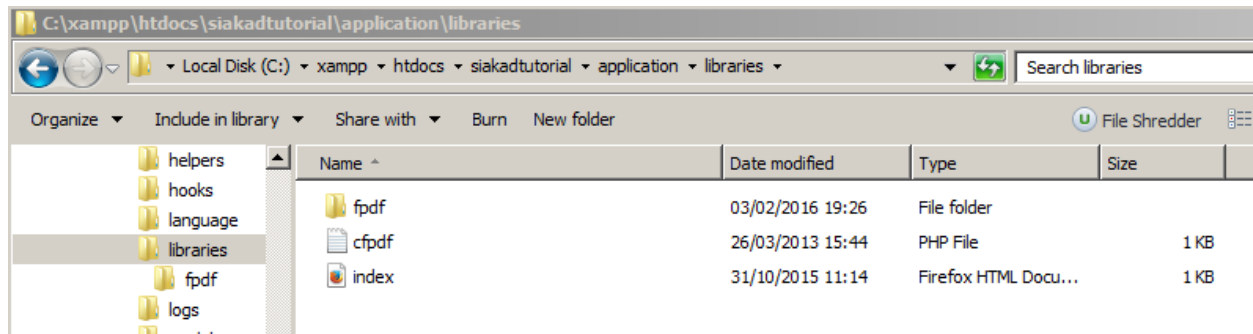 C:\xampp\htdocs\siakadtutorial\application\libraries
Local Disk (C:) xampp htdocs siakadtutorial application libraries Search libraries
Organize Include in library Share with Burn New folder File Shredder
helpers
hooks
language
libraries
fpdf
logs
Name Date modified Type Size
fpdf 03/02/2016 19:26 File folder
cfpdf 26/03/2013 15:44 PHP File 1 KB
index 31/10/2015 11:14 Firefox HTML Docu... 1 KB